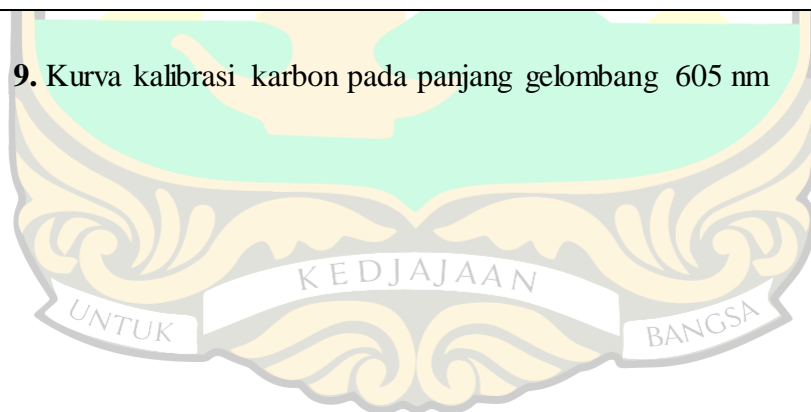 9. Kurva kalibrasi karbon pada panjang gelombang 605 nm
KEDJAJAAN
UNTUK
BANGSA